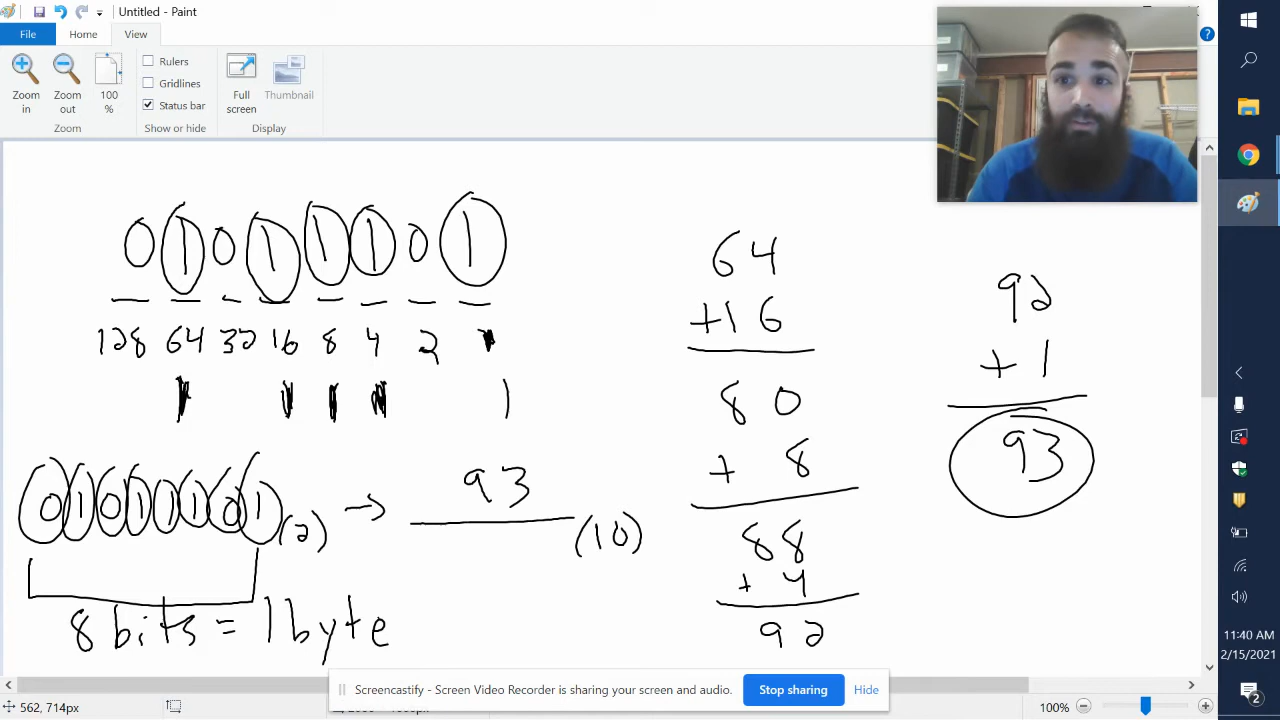 Untitled - Paint
File Home View
Zoom in
Zoom out
100 %
Zoom
Rulers
Gridlines
Status bar
Show or hide
Full screen
Thumbnail
Display
0 1 0 1 1 1 0 1
128 64 32 16 8 4 2
1
01011101 (2) → 93 (10)
8 bits = 1 byte
64
+16
80
+ 8
88
+ 4
92
92
+ 1
93
Screencastify - Screen Video Recorder is sharing your screen and audio. Stop sharing Hide
562, 714px
100%
11:40 AM
2/15/2021
2